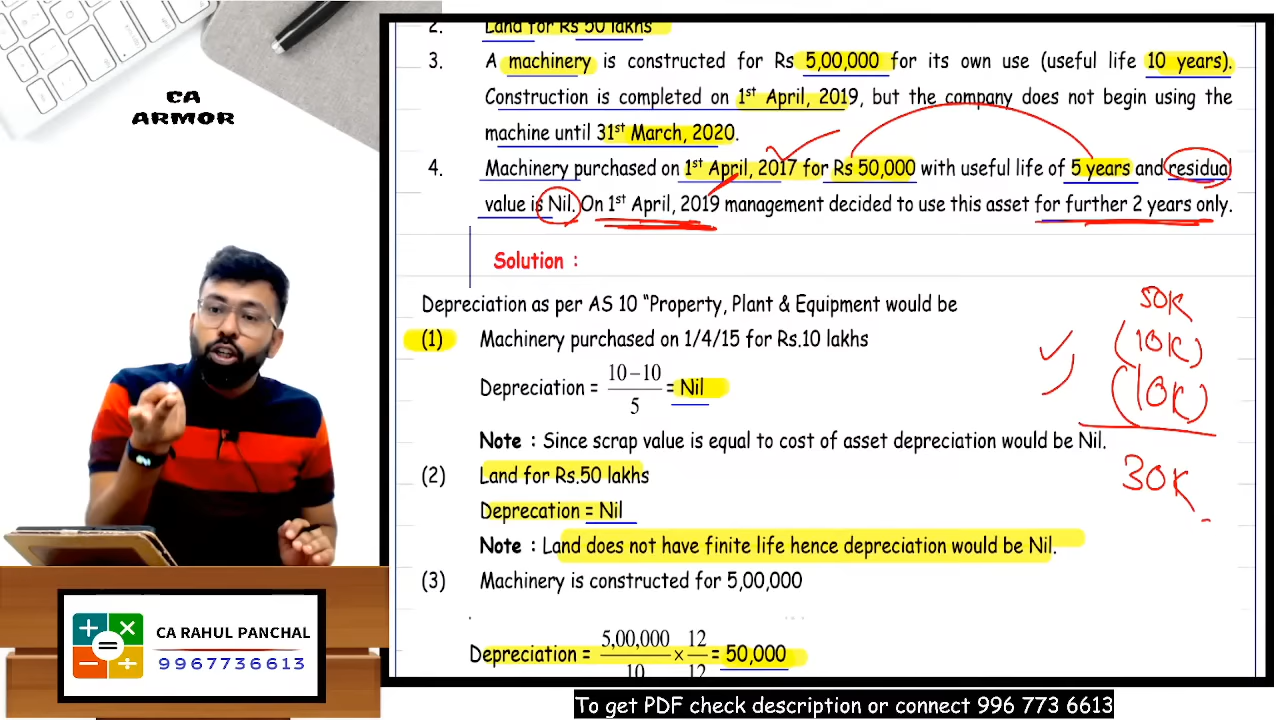 CA
ARMOR
2. Land for Rs 50 lakhs
3. A machinery is constructed for Rs 5,00,000 for its own use (useful life 10 years).
Construction is completed on 1st April, 2019, but the company does not begin using the
machine until 31st March, 2020.
4. Machinery purchased on 1st April, 2017 for Rs 50,000 with useful life of 5 years and residual
value is Nil. On 1st April, 2019 management decided to use this asset for further 2 years only.
Solution :
Depreciation as per AS 10 “Property, Plant & Equipment would be
(1) Machinery purchased on 1/4/15 for Rs.10 lakhs
Depreciation = 10 – 10 / 5 = Nil
Note : Since scrap value is equal to cost of asset depreciation would be Nil.
(2) Land for Rs.50 lakhs
Deprecation = Nil
Note : Land does not have finite life hence depreciation would be Nil.
(3) Machinery is constructed for 5,00,000
Depreciation = 5,00,000 / 10 × 12 / 12 = 50,000
50K
(10K)
(10K)
30K
+ ×
=
– ÷
CA RAHUL PANCHAL
9967736613
To get PDF check description or connect 996 773 6613